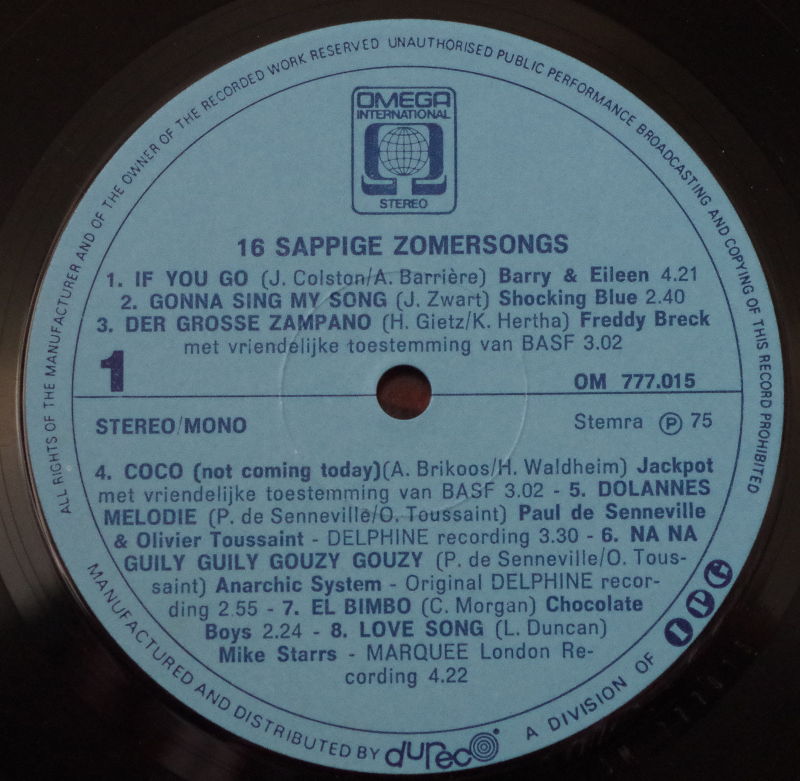 ALL RIGHTS OF THE MANUFACTURER AND OF THE OWNER OF THE RECORDED WORK RESERVED UNAUTHORISED PUBLIC PERFORMANCE BROADCASTING AND COPYING OF THIS RECORD PROHIBITED
OMEGA
INTERNATIONAL
STEREO
16 SAPPIGE ZOMERSONGS
1. IF YOU GO (J. Colston/A. Barrière) Barry & Eileen 4.21
2. GONNA SING MY SONG (J. Zwart) Shocking Blue 2.40
3. DER GROSSE ZAMPANO (H. Gietz/K. Hertha) Freddy Breck
met vriendelijke toestemming van BASF 3.02
1
OM 777.015
STEREO/MONO
Stemra Ⓟ 75
4. COCO (not coming today)(A. Brikoos/H. Waldheim) Jackpot
met vriendelijke toestemming van BASF 3.02 - 5. DOLANNES
MELODIE (P. de Senneville/O. Toussaint) Paul de Senneville
& Olivier Toussaint - DELPHINE recording 3.30 - 6. NA NA
GUILY GUILY GOUZY GOUZY (P. de Senneville/O. Tous-
saint) Anarchic System - Original DELPHINE recor-
ding 2.55 - 7. EL BIMBO (C. Morgan) Chocolate
Boys 2.24 - 8. LOVE SONG (L. Duncan)
Mike Starrs - MARQUEE London Re-
cording 4.22
MANUFACTURED AND DISTRIBUTED BY dureco A DIVISION OF